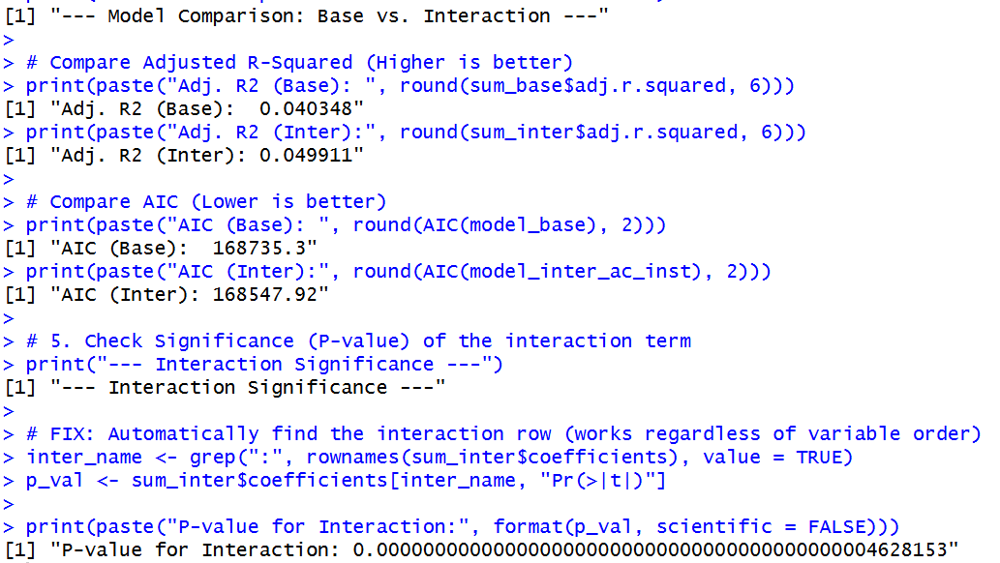 [1] "--- Model Comparison: Base vs. Interaction ---"
>
> # Compare Adjusted R-Squared (Higher is better)
> print(paste("Adj. R2 (Base): ", round(sum_base$adj.r.squared, 6)))
[1] "Adj. R2 (Base):  0.040348"
> print(paste("Adj. R2 (Inter):", round(sum_inter$adj.r.squared, 6)))
[1] "Adj. R2 (Inter): 0.049911"
>
> # Compare AIC (Lower is better)
> print(paste("AIC (Base): ", round(AIC(model_base), 2)))
[1] "AIC (Base):  168735.3"
> print(paste("AIC (Inter):", round(AIC(model_inter_ac_inst), 2)))
[1] "AIC (Inter): 168547.92"
>
> # 5. Check Significance (P-value) of the interaction term
> print("--- Interaction Significance ---")
[1] "--- Interaction Significance ---"
>
> # FIX: Automatically find the interaction row (works regardless of variable order)
> inter_name <- grep(":", rownames(sum_inter$coefficients), value = TRUE)
> p_val <- sum_inter$coefficients[inter_name, "Pr(>|t|)"]
>
> print(paste("P-value for Interaction:", format(p_val, scientific = FALSE)))
[1] "P-value for Interaction: 0.0000000000000000000000000000000000000000004628153"